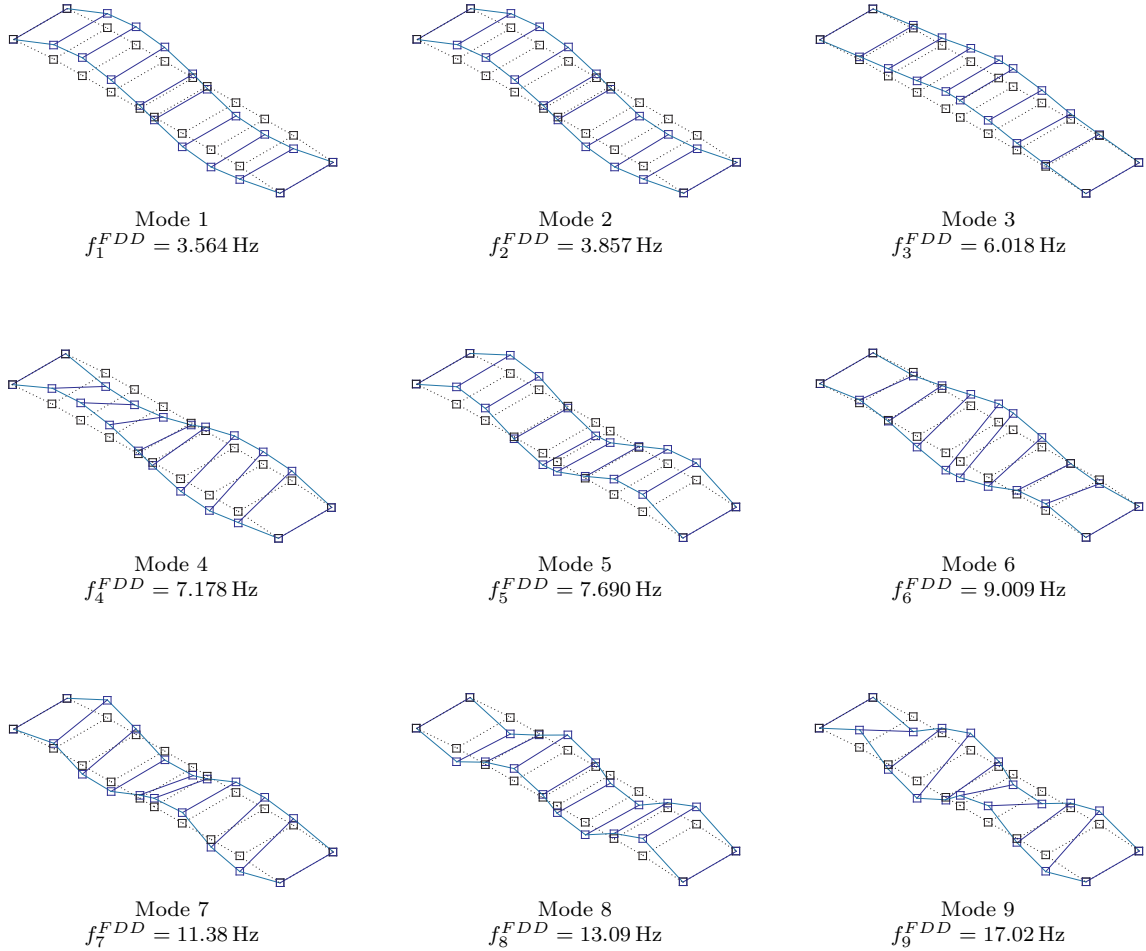 Mode 1
f_1^{FDD} = 3.564 Hz
Mode 2
f_2^{FDD} = 3.857 Hz
Mode 3
f_3^{FDD} = 6.018 Hz
Mode 4
f_4^{FDD} = 7.178 Hz
Mode 5
f_5^{FDD} = 7.690 Hz
Mode 6
f_6^{FDD} = 9.009 Hz
Mode 7
f_7^{FDD} = 11.38 Hz
Mode 8
f_8^{FDD} = 13.09 Hz
Mode 9
f_9^{FDD} = 17.02 Hz